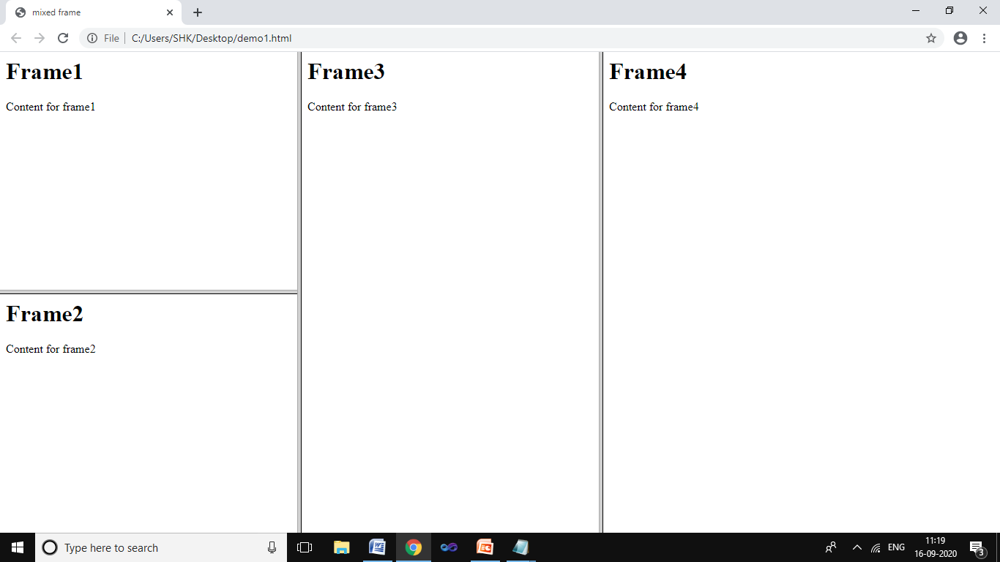 mixed frame
File
C:/Users/SHK/Desktop/demo1.html
Frame1
Content for frame1
Frame2
Content for frame2
Frame3
Content for frame3
Frame4
Content for frame4
Type here to search
W
EC
ENG
11:19
16-09-2020
3